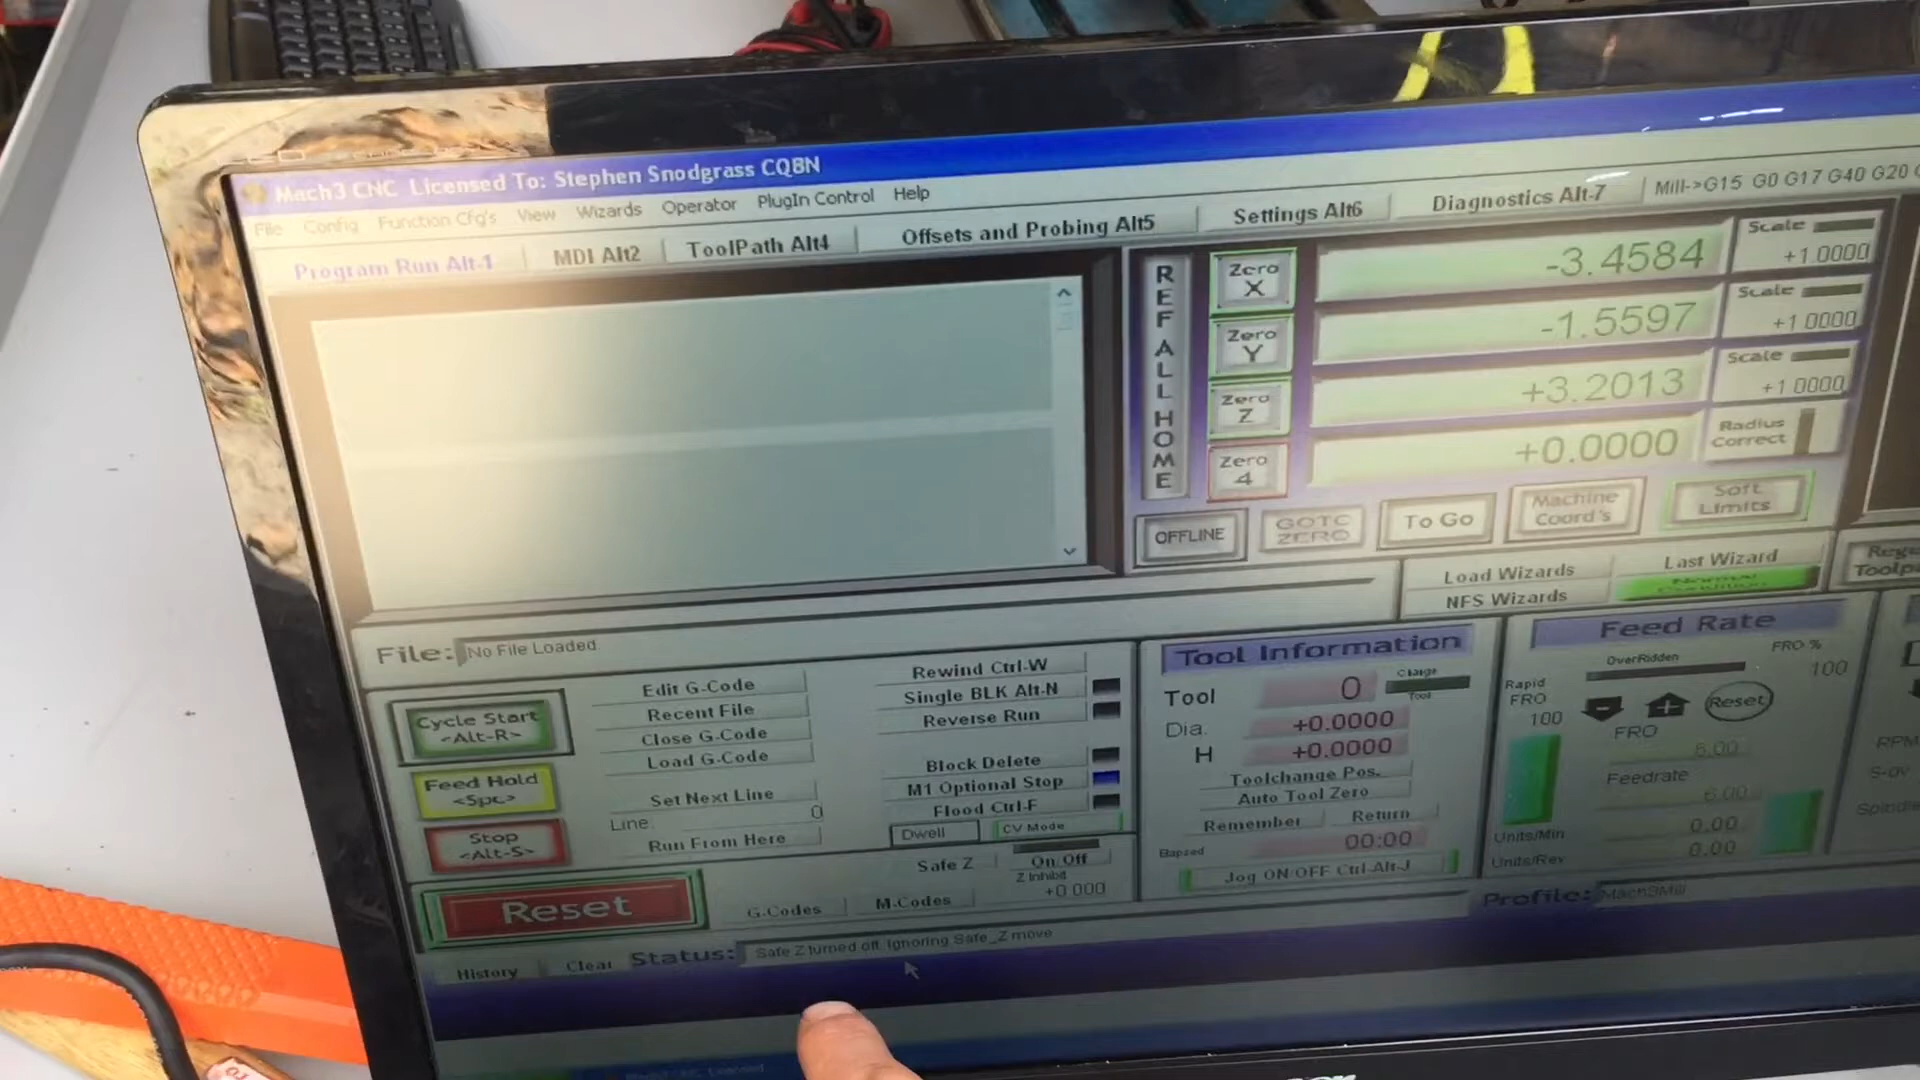 Mach3 CNC Licensed To: Stephen Snodgrass CQBN
File Config Function Cfg's View Wizards Operator PlugIn Control Help
Program Run Alt-1 MDI Alt2 ToolPath Alt4 Offsets and Probing Alt5 Settings Alt6 Diagnostics Alt-7 Mill->G15 G0 G17 G40 G20
REF ALL HOME
Zero X -3.4584 Scale +1.0000
Zero Y -1.5597 Scale +1.0000
Zero Z +3.2013 Scale +1.0000
Zero 4 +0.0000 Radius Correct
OFFLINE GOTO ZERO To Go Machine Coord's Soft Limits
Load Wizards Last Wizard
NFS Wizards Normal Condition
File: No File Loaded.
Cycle Start
<Alt-R>
Feed Hold
<Spc>
Stop
<Alt-S>
Reset
Edit G-Code
Recent File
Close G-Code
Load G-Code
Set Next Line
Line: 0
Run From Here
Rewind Ctrl-W
Single BLK Alt-N
Reverse Run
Block Delete
M1 Optional Stop
Flood Ctrl-F
Dwell CV Mode
Safe Z On/Off
Z Inhibit
+0.000
G-Codes M-Codes
Tool Information
Tool 0 Change Tool
Dia. +0.0000
H +0.0000
Toolchange Pos.
Auto Tool Zero
Remember Return
Elapsed 00:00
Jog ON/OFF Ctrl-Alt-J
Feed Rate
OverRidden FRO %
100
Rapid FRO
100
Reset
FRO
6.00
Feedrate
6.00
Units/Min 0.00
Units/Rev 0.00
RPM
S-ov
History Clear Status: Safe Z turned off. Ignoring Safe_Z move
Profile: Mach3Mill